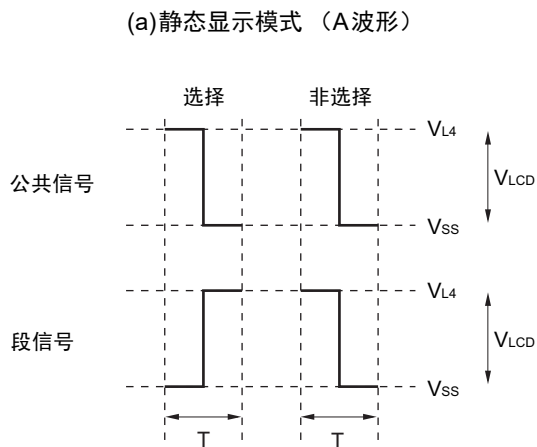 (a)静态显示模式 （A波形）
选择 非选择
VL4
公共信号 VLCD
VSS
VL4
段信号 VLCD
VSS
T T